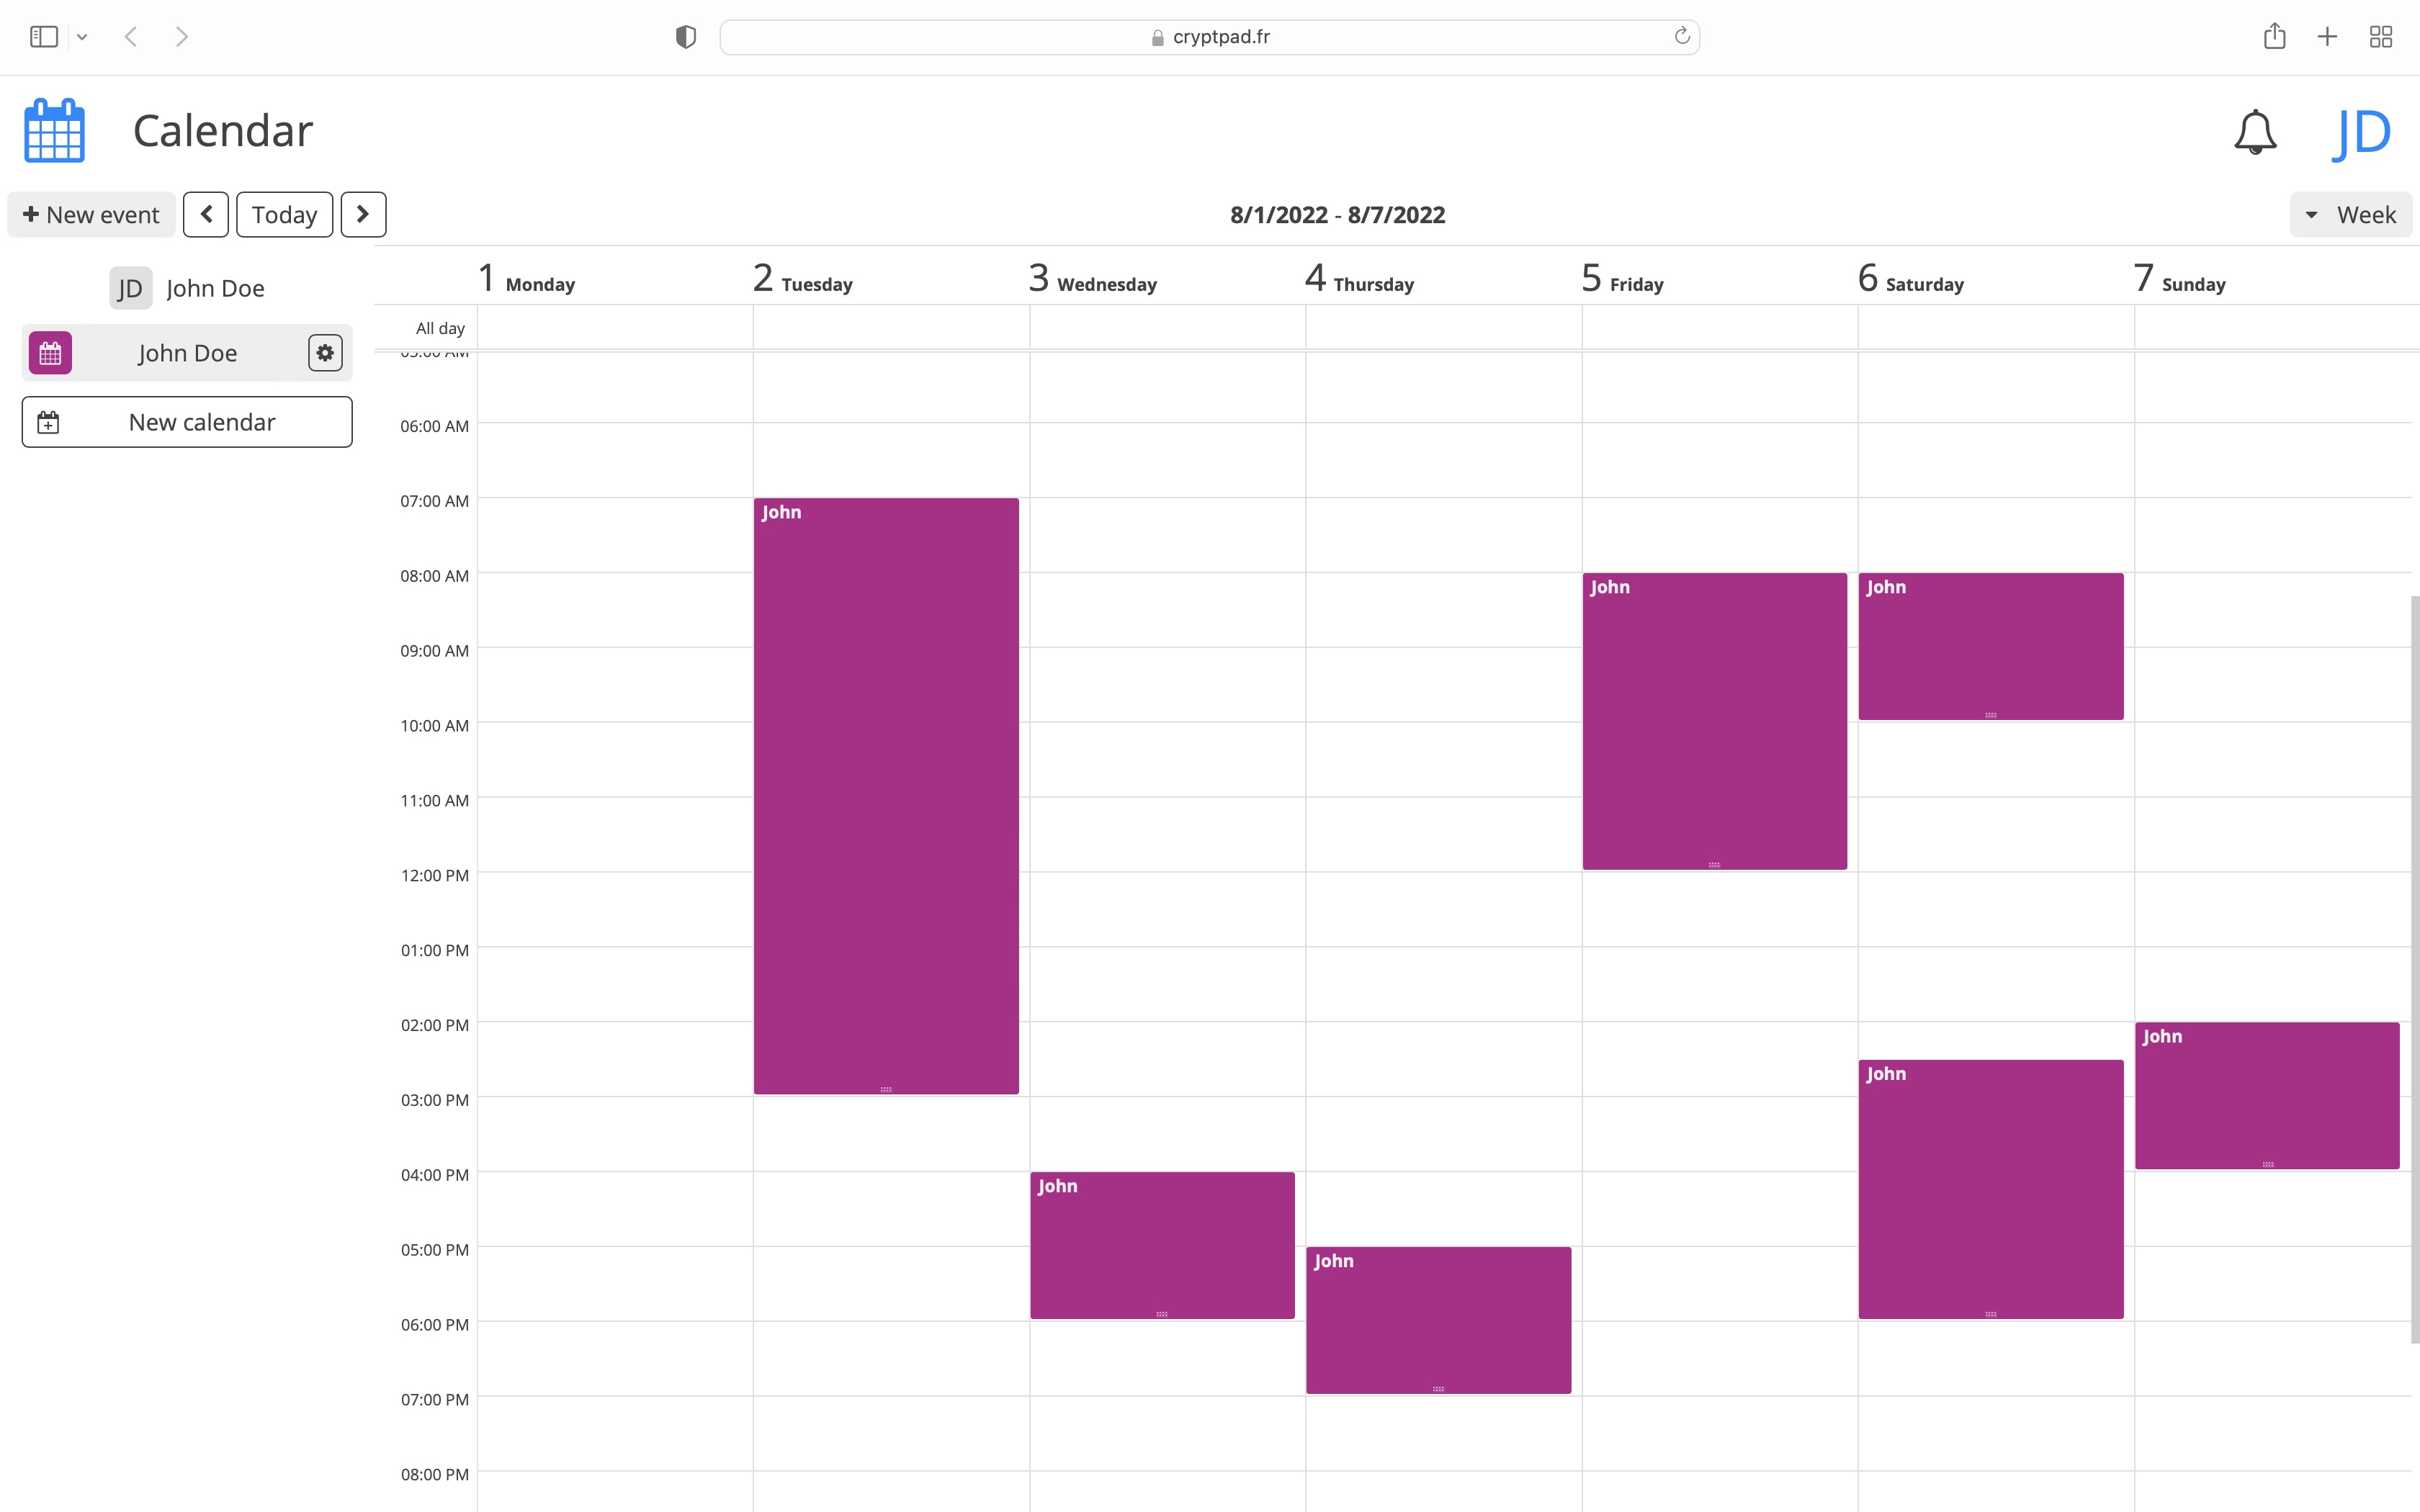 cryptpad.fr
Calendar
JD
New event
Today
8/1/2022 - 8/7/2022
Week
JD John Doe
John Doe
New calendar
1 Monday
2 Tuesday
3 Wednesday
4 Thursday
5 Friday
6 Saturday
7 Sunday
All day
05:00 AM
06:00 AM
07:00 AM
John
08:00 AM
John
John
09:00 AM
10:00 AM
11:00 AM
12:00 PM
01:00 PM
02:00 PM
John
John
03:00 PM
04:00 PM
John
05:00 PM
John
06:00 PM
07:00 PM
08:00 PM